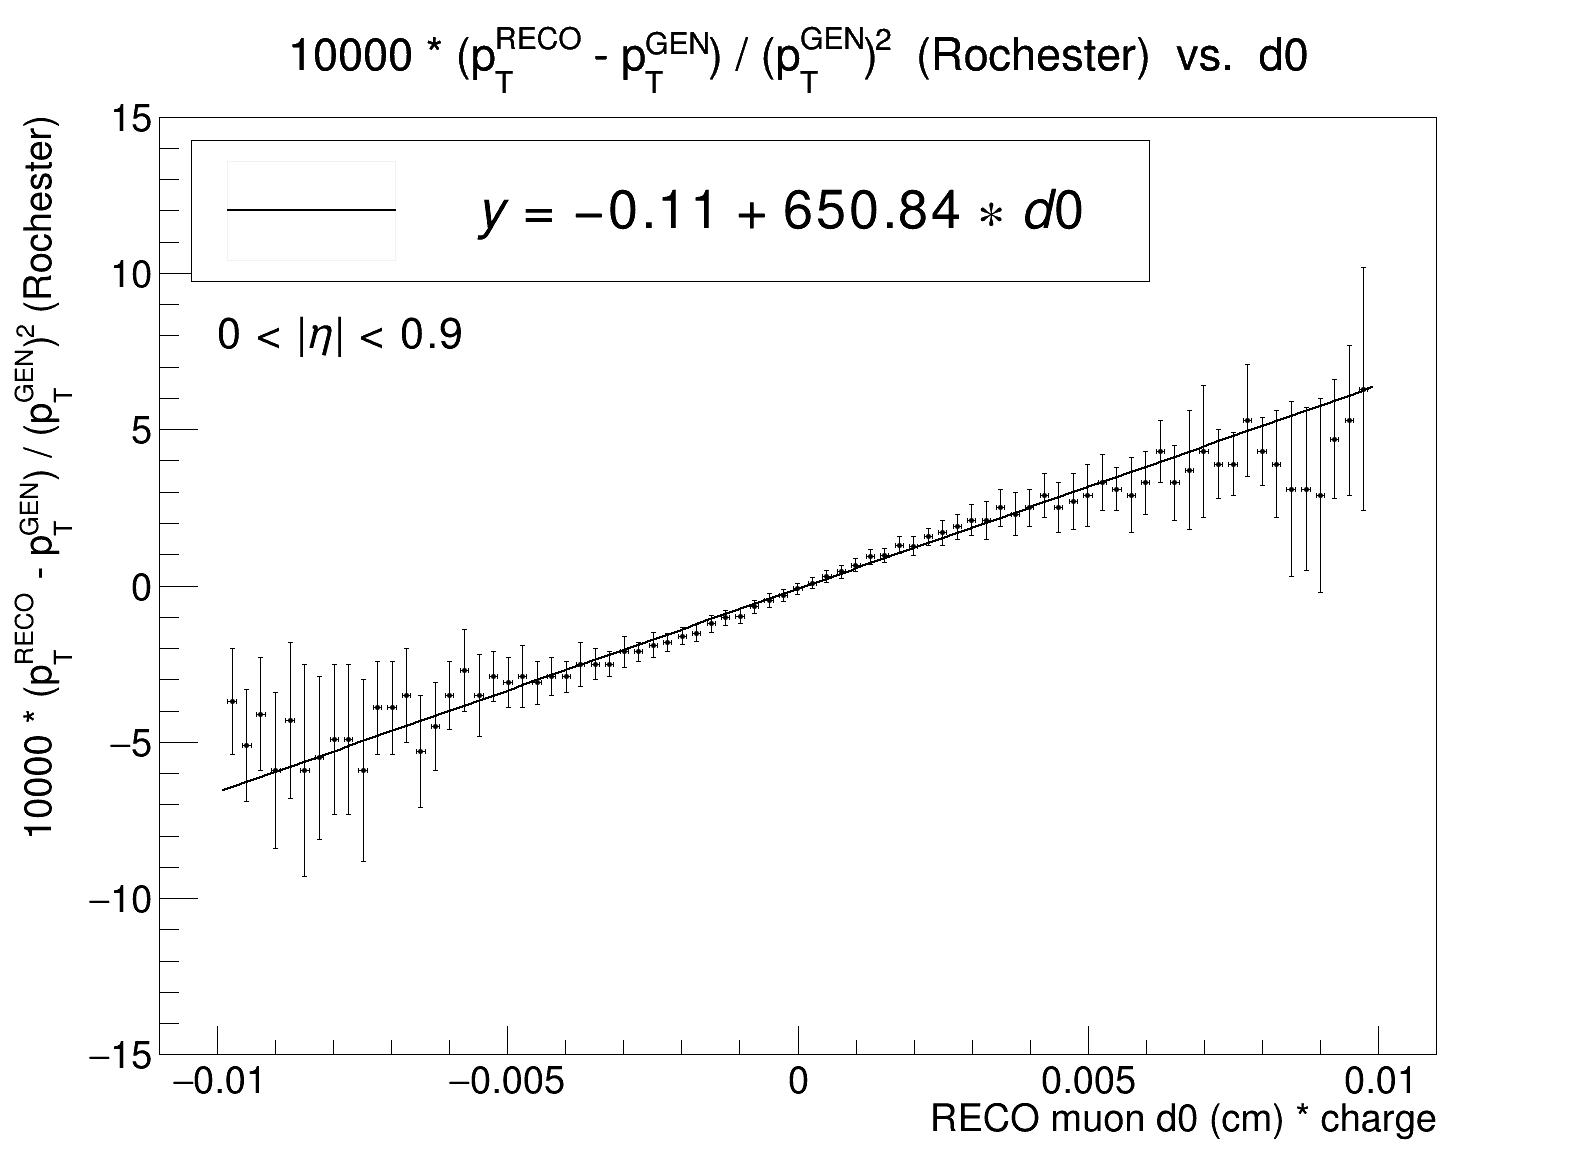 10000 * (p_T^RECO - p_T^GEN) / (p_T^GEN)^2 (Rochester) vs. d0
10000 * (p_T^RECO - p_T^GEN) / (p_T^GEN)^2 (Rochester)
15
10
5
0
−5
−10
−15
y = −0.11 + 650.84 ∗ d0
0 < |η| < 0.9
−0.01
−0.005
0
0.005
0.01
RECO muon d0 (cm) * charge